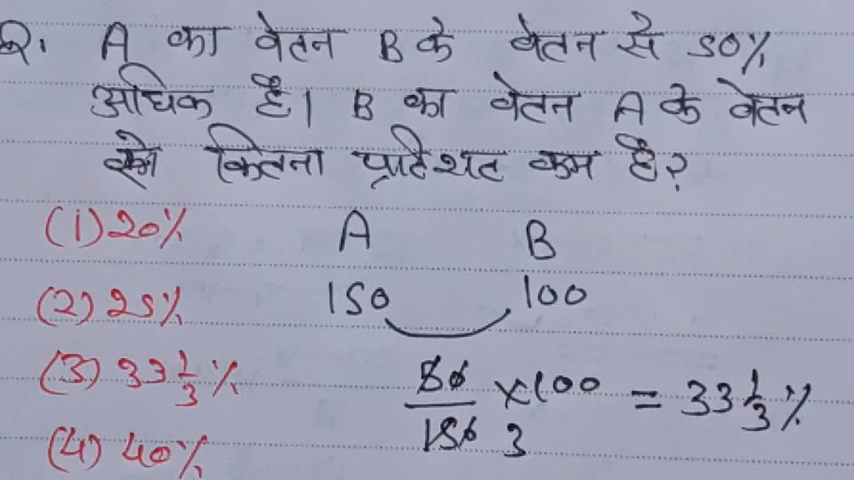 Q. A का वेतन B के वेतन से 50%
अधिक है। B का वेतन A के वेतन
से कितना प्रतिशत कम है?
(1) 20%
(2) 25%
(3) 33 1/3 %
(4) 40%
A B
150 100
50/150 3 ×100 = 33 1/3 %